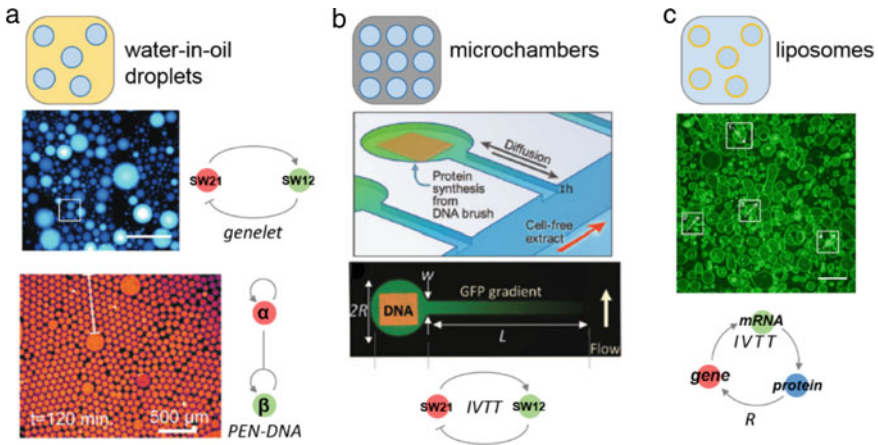 a
water-in-oil
droplets
SW21
SW12
genelet
t=120 min
500 µm
α
β
PEN-DNA
b
microchambers
Diffusion
h
Protein
synthesis
from
DNA brush
Cell-free
extract
2R
DNA
w
GFP gradient
L
Flow
SW21
IVTT
SW12
c
liposomes
mRNA
IVTT
gene
protein
R